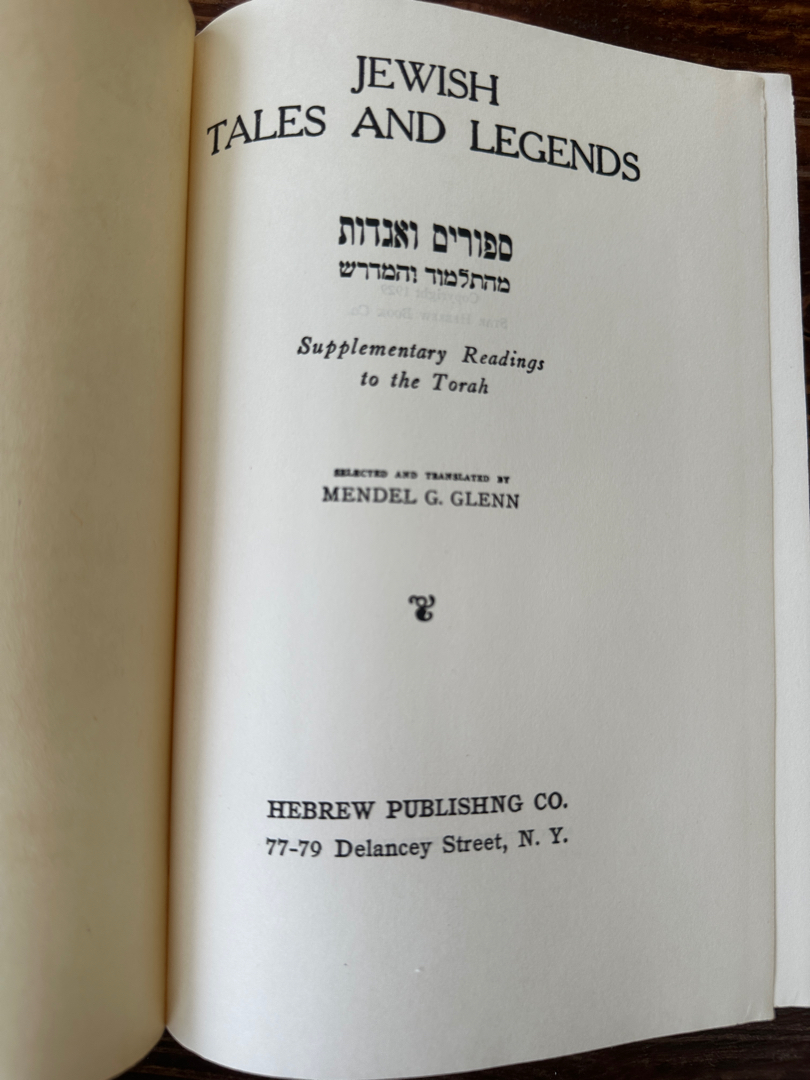 JEWISH
TALES AND LEGENDS
ספורים ואגדות
מהתלמוד והמדרש
Supplementary Readings
to the Torah
SELECTED AND TRANSLATED BY
MENDEL G. GLENN
HEBREW PUBLISHNG CO.
77-79 Delancey Street, N. Y.